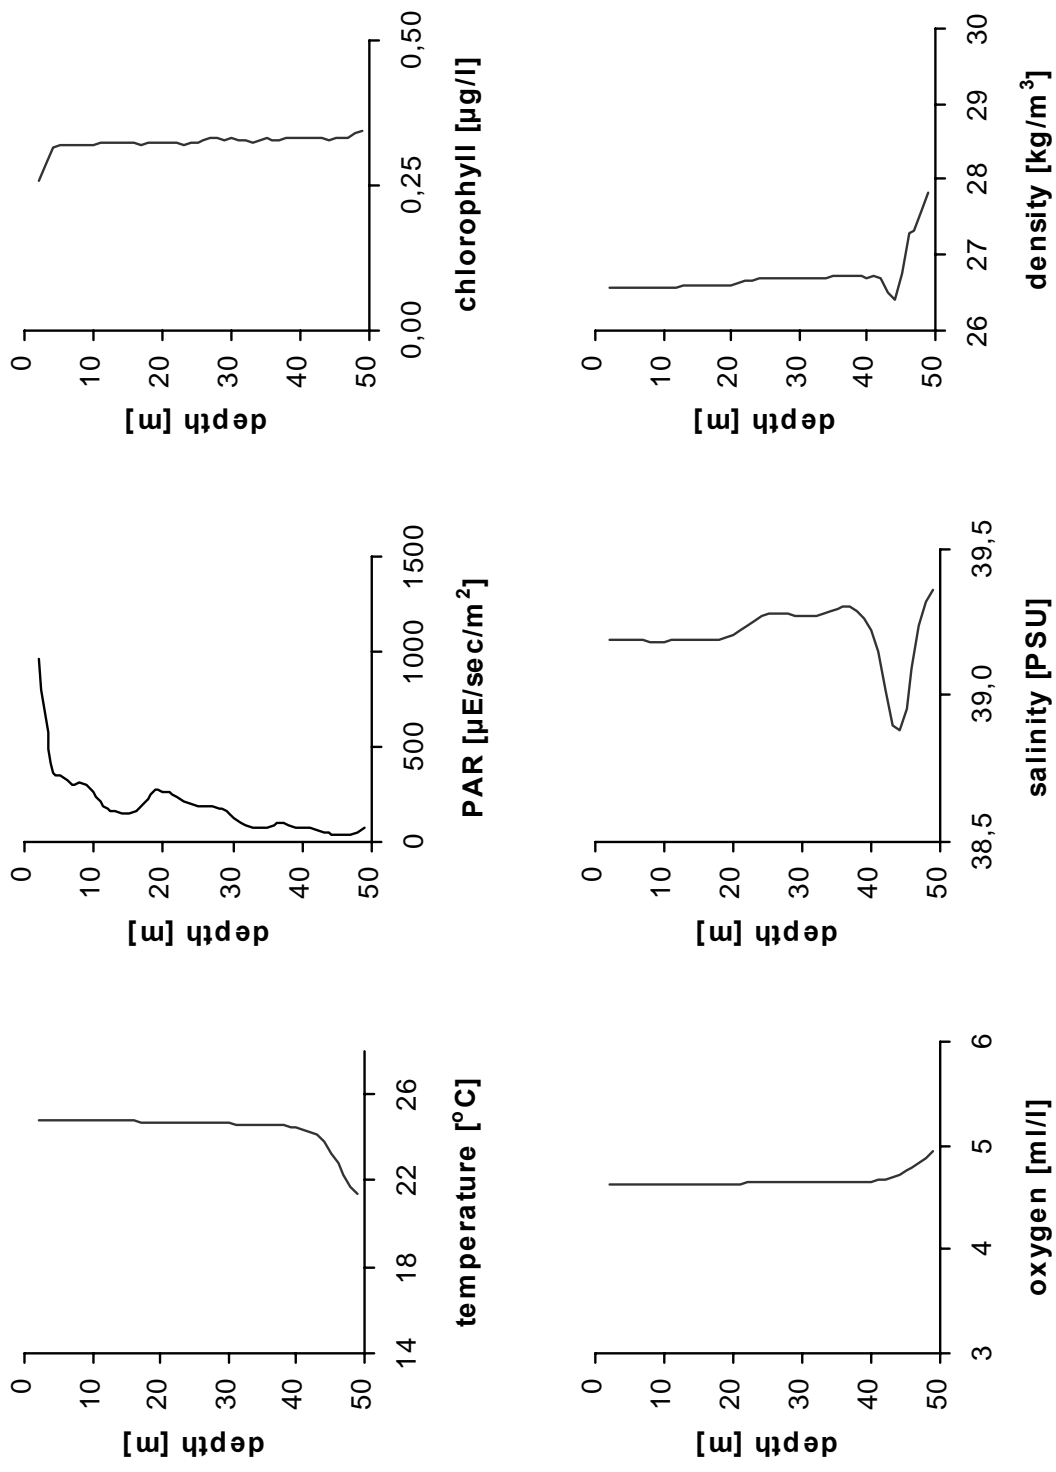 0
10
20
30
40
50
depth [m]
14 18 22 26
temperature [°C]
0
10
20
30
40
50
depth [m]
0 500 1000 1500
PAR [µE/sec/m²]
0
10
20
30
40
50
depth [m]
0,00 0,25 0,50
chlorophyll [µg/l]
0
10
20
30
40
50
depth [m]
3 4 5 6
oxygen [ml/l]
0
10
20
30
40
50
depth [m]
38,5 39,0 39,5
salinity [PSU]
0
10
20
30
40
50
depth [m]
26 27 28 29 30
density [kg/m³]